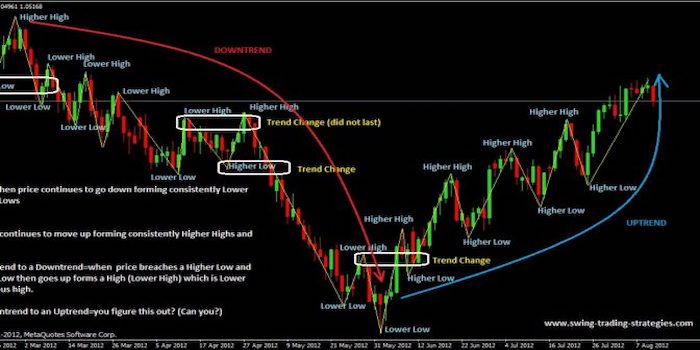 04961 1.05168
Higher High
DOWNTREND
Lower High
Lower High
Low
Lower High
Lower Low
Lower High
Higher High
Trend Change (did not last)
Higher Low
Trend Change
Lower Low
when price continues to go down forming consistently Lower
Lows
continues to move up forming consistently Higher Highs and
end to a Downtrend=when price breaches a Higher Low and
Low then goes up forms a High (Lower High) which is Lower
ous high.
wntrend to an Uptrend=you figure this out? (Can you?)
Higher High
Lower High
Trend Change
Higher Low
Lower Low
Lower Low
Higher High
Higher Low
Higher High
Higher Low
Higher High
Higher Low
UPTREND
www.swing-trading-strategies.com
-2012, MetaQuotes Software Corp.
2012
2 Mar 2012
14 Mar 2012
26 Mar 2012
5 Apr 2012
17 Apr 2012
27 Apr 2012
9 May 2012
21 May 2012
31 May 2012
12 Jun 2012
22 Jun 2012
4 Jul 2012
16 Jul 2012
26 Jul 2012
7 Aug 2012